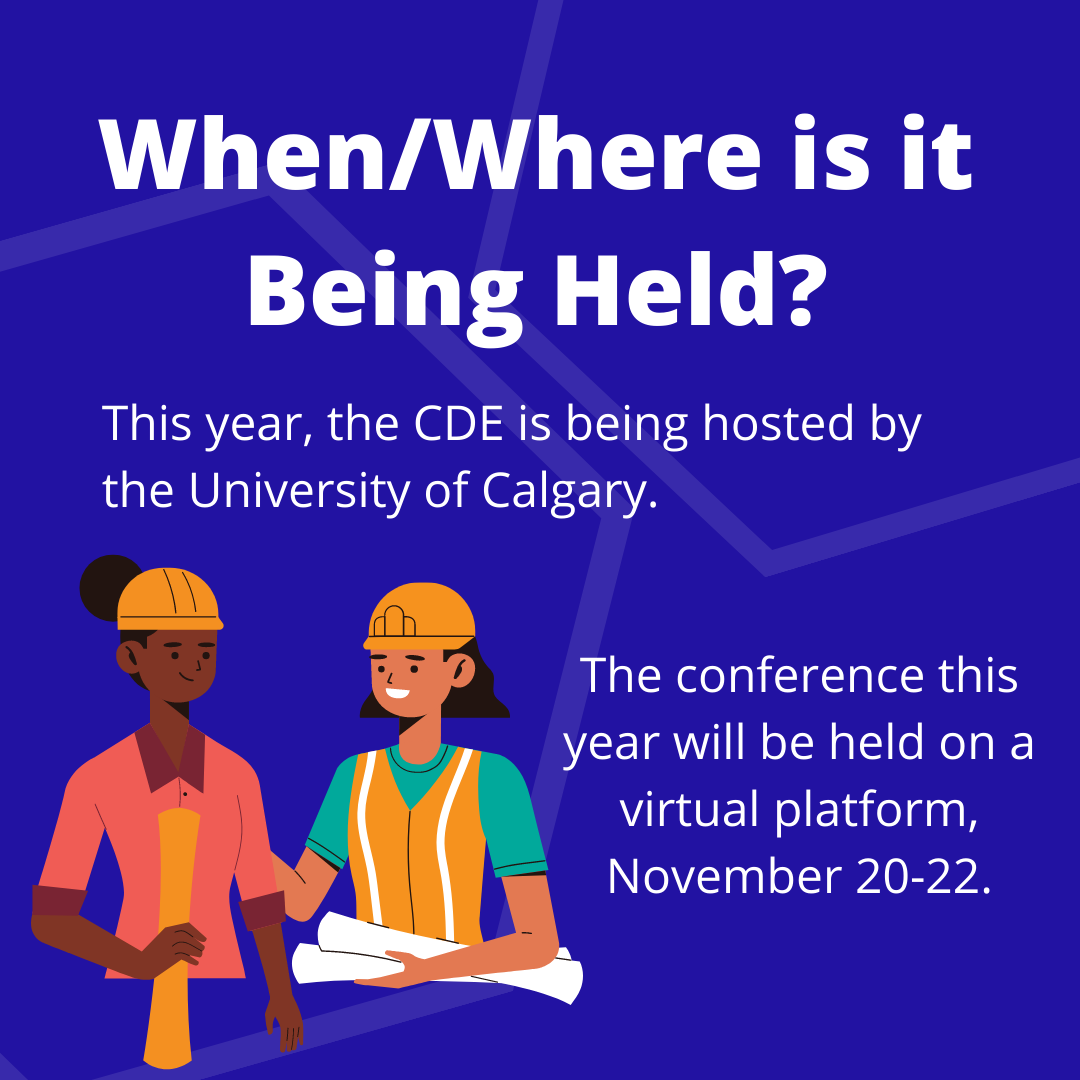 When/Where is it
Being Held?
This year, the CDE is being hosted by
the University of Calgary.
The conference this
year will be held on a
virtual platform,
November 20-22.